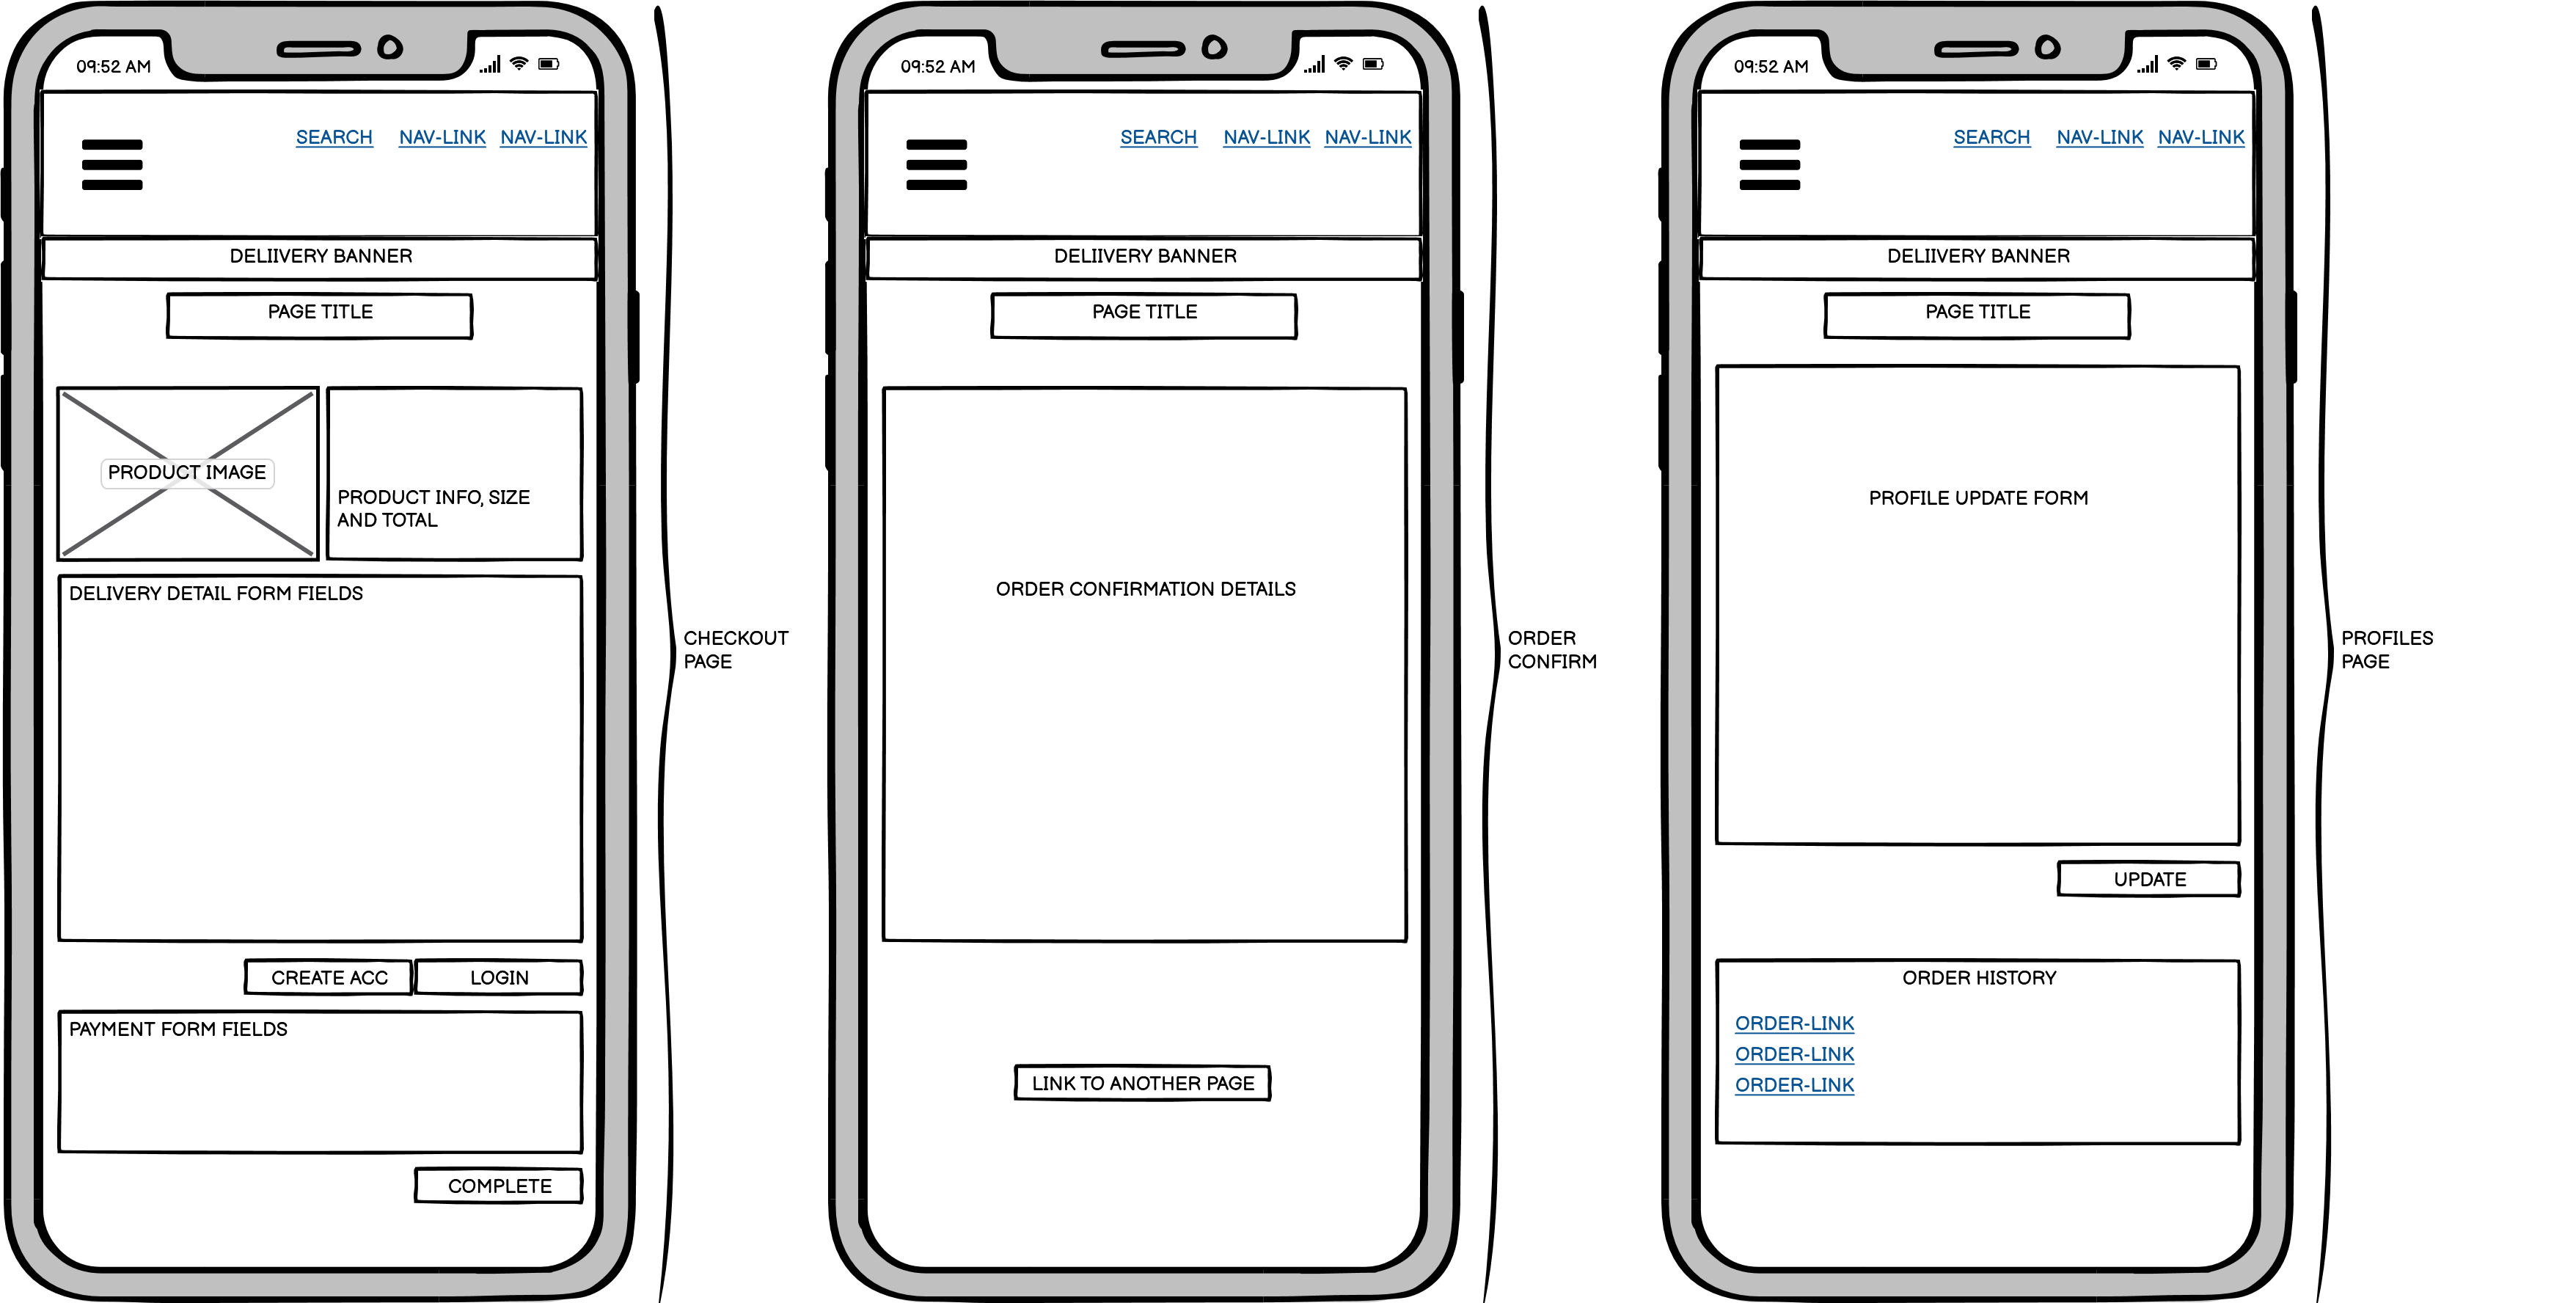 09:52 AM
SEARCH NAV-LINK NAV-LINK
DELIIVERY BANNER
PAGE TITLE
PRODUCT IMAGE
PRODUCT INFO, SIZE
AND TOTAL
DELIVERY DETAIL FORM FIELDS
CREATE ACC
LOGIN
PAYMENT FORM FIELDS
COMPLETE
CHECKOUT
PAGE
09:52 AM
SEARCH NAV-LINK NAV-LINK
DELIIVERY BANNER
PAGE TITLE
ORDER CONFIRMATION DETAILS
LINK TO ANOTHER PAGE
ORDER
CONFIRM
09:52 AM
SEARCH NAV-LINK NAV-LINK
DELIIVERY BANNER
PAGE TITLE
PROFILE UPDATE FORM
UPDATE
ORDER HISTORY
ORDER-LINK
ORDER-LINK
ORDER-LINK
PROFILES
PAGE